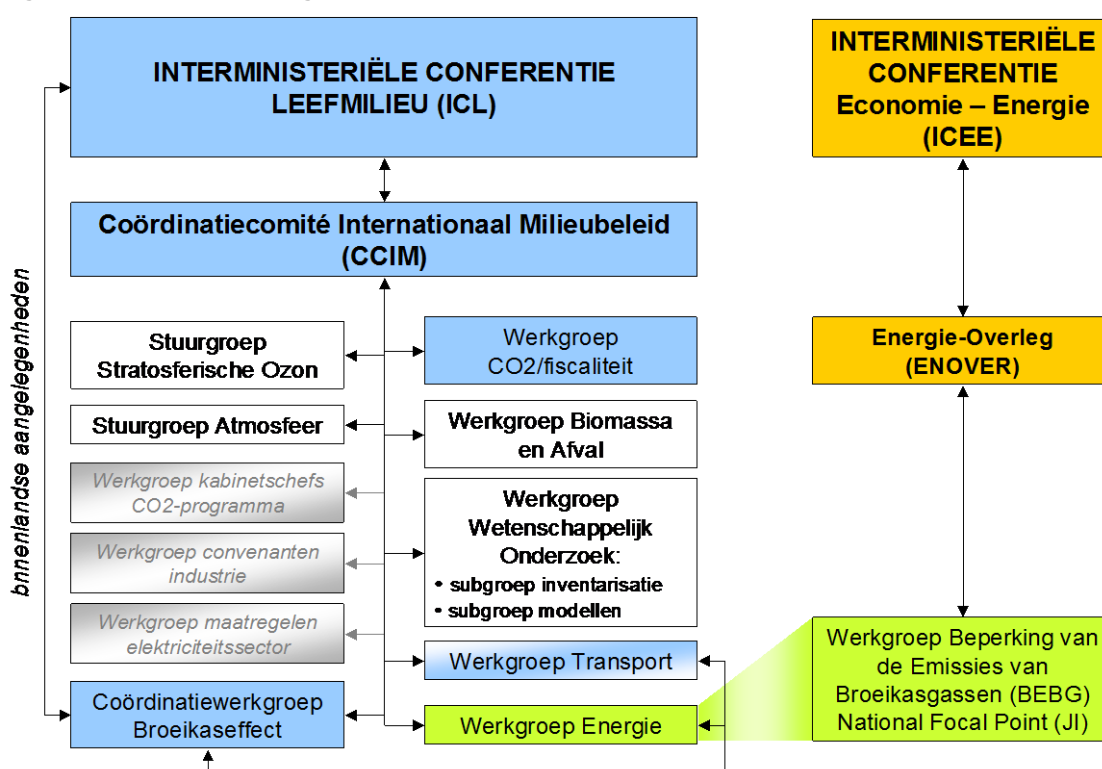 INTERMINISTERIËLE CONFERENTIE
LEEFMILIEU (ICL)
INTERMINISTERIËLE
CONFERENTIE
Economie – Energie
(ICEE)
Coördinatiecomité Internationaal Milieubeleid
(CCIM)
bnnenlandse aangelegenheden
Stuurgroep
Stratosferische Ozon
Werkgroep
CO2/fiscaliteit
Energie-Overleg
(ENOVER)
Stuurgroep Atmosfeer
Werkgroep Biomassa
en Afval
Werkgroep kabinetschefs
CO2-programma
Werkgroep
Wetenschappelijk
Onderzoek:
• subgroep inventarisatie
• subgroep modellen
Werkgroep convenanten
industrie
Werkgroep maatregelen
elektriciteitssector
Werkgroep Transport
Werkgroep Beperking van
de Emissies van
Broeikasgassen (BEBG)
National Focal Point (JI)
Coördinatiewerkgroep
Broeikaseffect
Werkgroep Energie